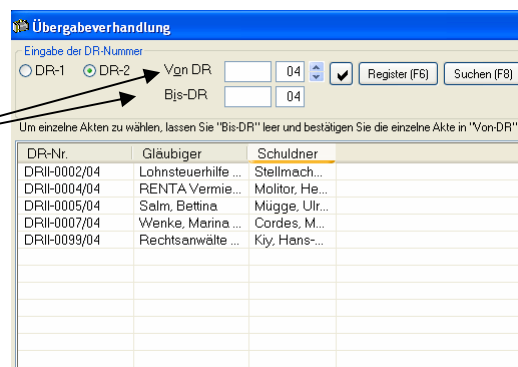 Übergabeverhandlung
Eingabe der DR-Nummer
DR-1 DR-2 Von DR 04 Register (F6) Suchen (F8)
Bis-DR 04
Um einzelne Akten zu wählen, lassen Sie "Bis-DR" leer und bestätigen Sie die einzelne Akte in "Von-DR"
DR-Nr. Gläubiger Schuldner
DRII-0002/04 Lohnsteuerhilfe ... Stellmach...
DRII-0004/04 RENTA Vermie... Molitor, He...
DRII-0005/04 Salm, Bettina Mügge, Ulr...
DRII-0007/04 Wenke, Marina ... Cordes, M...
DRII-0099/04 Rechtsanwälte ... Kiy, Hans-...